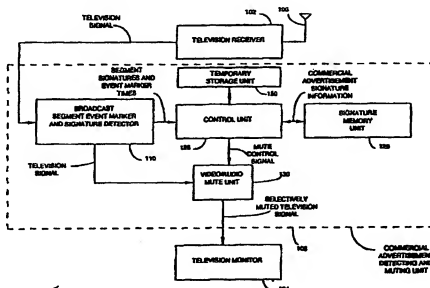 TELEVISION
SIGNAL
102
TELEVISION RECEIVER
100
SEGMENT
SIGNATURES AND
EVENT MARKER
TIMES
TEMPORARY
STORAGE UNIT
150
COMMERCIAL
ADVERTISEMENT
SIGNATURE
INFORMATION
BROADCAST
SEGMENT EVENT MARKER
AND SIGNATURE DETECTOR
CONTROL UNIT
SIGNATURE
MEMORY
UNIT
110
TELEVISION
SIGNAL
MUTE
CONTROL
SIGNAL
VIDEO/AUDIO
MUTE UNIT
130
SELECTIVELY
MUTED TELEVISION
SIGNAL
TELEVISION MONITOR
COMMERCIAL
ADVERTISEMENT
DETECTING AND
MUTING UNIT